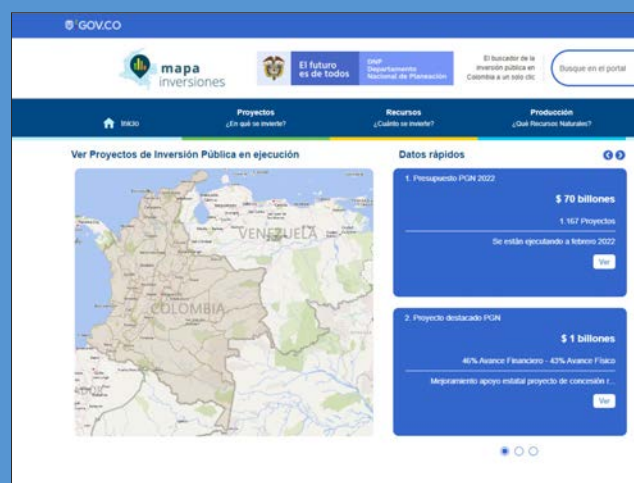 GOV.CO
mapa
inversiones
El futuro
es de todos
DNP
Departamento
Nacional de Planeación
El buscador de la
inversión pública en
Colombia a un solo clic
Busque en el portal
Inicio
Proyectos
¿En qué se invierte?
Recursos
¿Cuánto se invierte?
Producción
¿Qué Recursos Naturales?
Ver Proyectos de Inversión Pública en ejecución
VENEZUELA
COLOMBIA
Datos rápidos
1. Presupuesto PGN 2022
$ 70 billones
1.167 Proyectos
Se están ejecutando a febrero 2022
Ver
2. Proyecto destacado PGN
$ 1 billones
46% Avance Financiero - 43% Avance Físico
Mejoramiento apoyo estatal proyecto de concesión r...
Ver